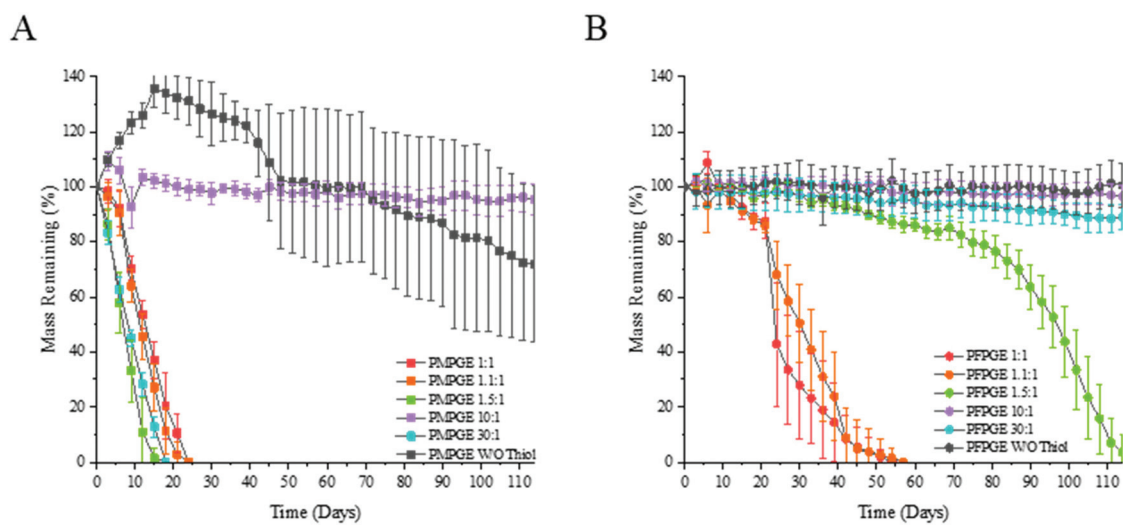 A
B
140
120
100
80
60
40
20
0
Mass Remaining (%)
PMPGE 1:1
PMPGE 1.1:1
PMPGE 1.5:1
PMPGE 10:1
PMPGE 30:1
PMPGE WO Thiol
0 10 20 30 40 50 60 70 80 90 100 110
Time (Days)
140
120
100
80
60
40
20
0
Mass Remaining (%)
PFPGE 1:1
PFPGE 1.1:1
PFPGE 1.5:1
PFPGE 10:1
PFPGE 30:1
PFPGE WO Thiol
0 10 20 30 40 50 60 70 80 90 100 110
Time (Days)